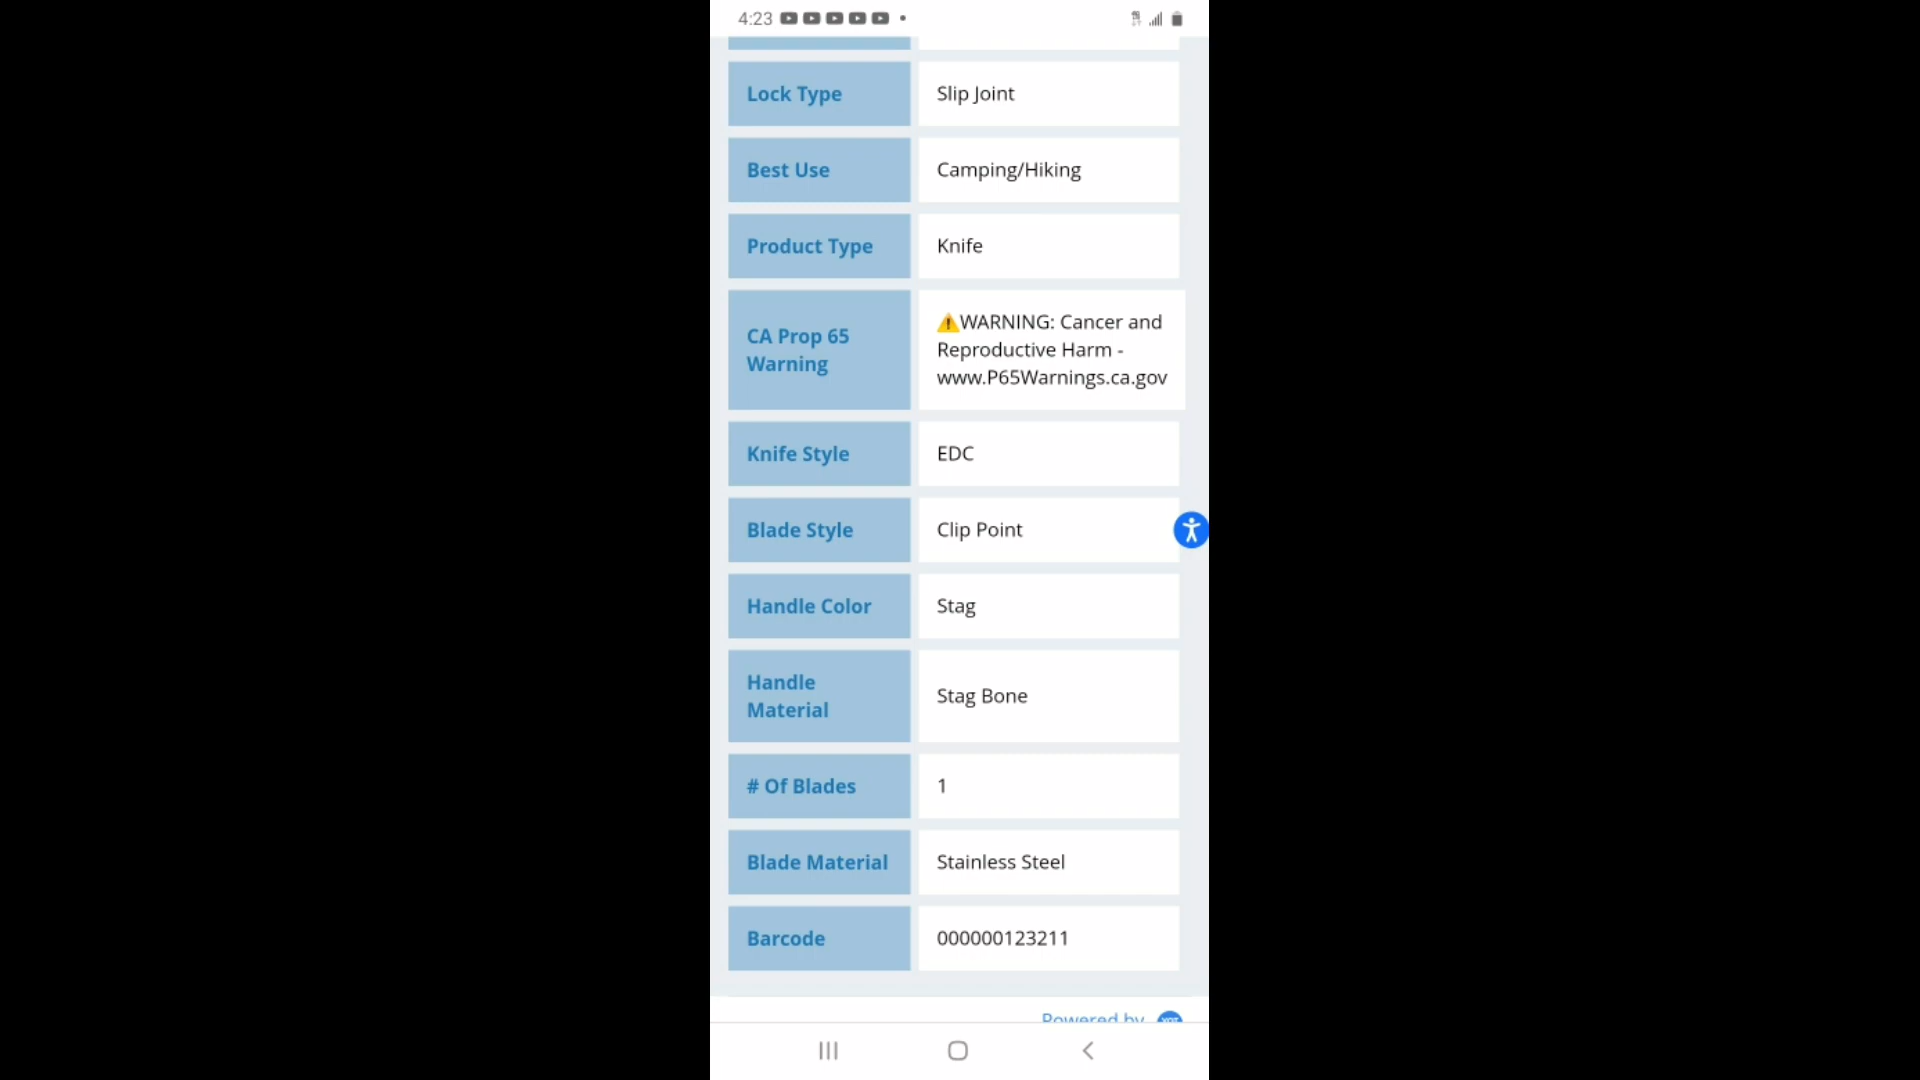 4:23
Lock Type
Slip Joint
Best Use
Camping/Hiking
Product Type
Knife
CA Prop 65
Warning
⚠️WARNING: Cancer and
Reproductive Harm -
www.P65Warnings.ca.gov
Knife Style
EDC
Blade Style
Clip Point
Handle Color
Stag
Handle
Material
Stag Bone
# Of Blades
1
Blade Material
Stainless Steel
Barcode
000000123211
Powered by